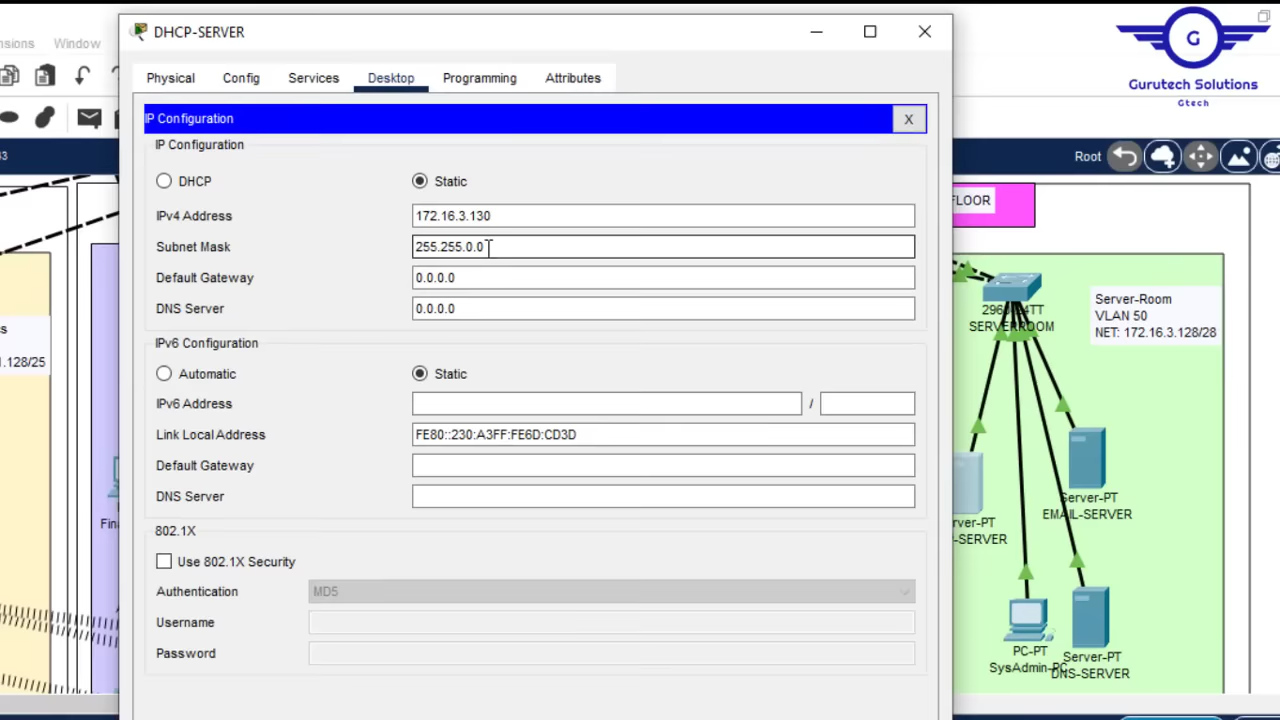 DHCP-SERVER
G
Gurutech Solutions
Gtech
Window
Physical
Config
Services
Desktop
Programming
Attributes
IP Configuration
X
IP Configuration
DHCP
Static
IPv4 Address
172.16.3.130
Subnet Mask
255.255.0.0
Default Gateway
0.0.0.0
DNS Server
0.0.0.0
IPv6 Configuration
Automatic
Static
IPv6 Address
/
Link Local Address
FE80::230:A3FF:FE6D:CD3D
Default Gateway
DNS Server
802.1X
Use 802.1X Security
Authentication
MD5
Username
Password
Root
FLOOR
SERVERROOM
Server-Room
VLAN 50
NET: 172.16.3.128/28
Server-PT
EMAIL-SERVER
PC-PT
SysAdmin-PC
Server-PT
DNS-SERVER
.128/25